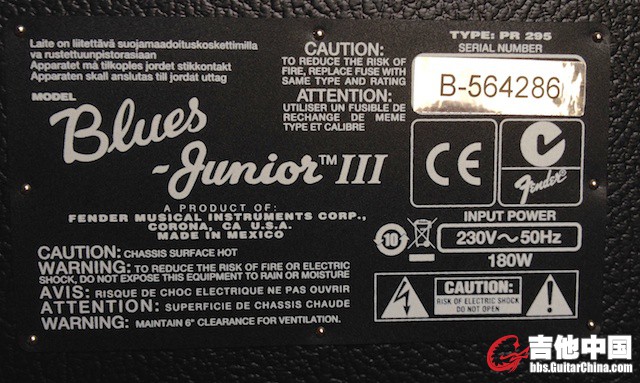 Laite on liitettävä suojamaadoituskoskettimilla
va rustettuunpistorasiaan
Apparatet må tilkoples jordet stikkontakt
Apparaten skall anslutas till jordat uttag
CAUTION:
TO REDUCE THE RISK OF
FIRE, REPLACE FUSE WITH
SAME TYPE AND RATING
ATTENTION:
UTILISER UN FUSIBLE DE
RECHANGE DE MEME
TYPE ET CALIBRE
TYPE: PR 295
SERIAL NUMBER
B-564286
MODEL
Blues
Junior™ III
A PRODUCT OF:
FENDER MUSICAL INSTRUMENTS CORP.,
CORONA, CA U.S.A.
MADE IN MEXICO
CE
Fender
INPUT POWER
230V~50Hz
180W
10
CAUTION: CHASSIS SURFACE HOT
WARNING: TO REDUCE THE RISK OF FIRE OR ELECTRIC
SHOCK, DO NOT EXPOSE THIS EQUIPMENT TO RAIN OR MOISTURE
AVIS: RISQUE DE CHOC ELECTRIQUE NE PAS OUVRIR
ATTENTION: SUPERFICIE DE CHASSIS CHAUDE
WARNING: MAINTAIN 6" CLEARANCE FOR VENTILATION.
CAUTION:
RISK OF ELECTRIC SHOCK
DO NOT OPEN
吉他中国
bbs.GuitarChina.com